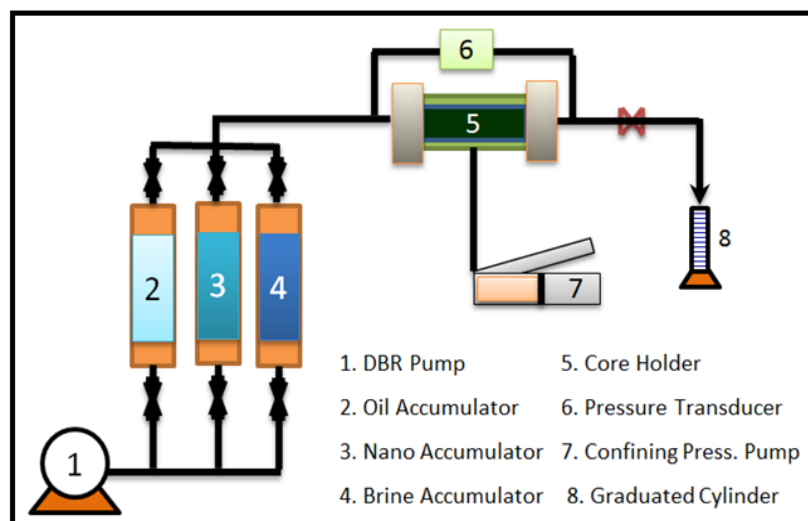 6
5
2
3
4
7
8
1
1. DBR Pump
2. Oil Accumulator
3. Nano Accumulator
4. Brine Accumulator
5. Core Holder
6. Pressure Transducer
7. Confining Press. Pump
8. Graduated Cylinder